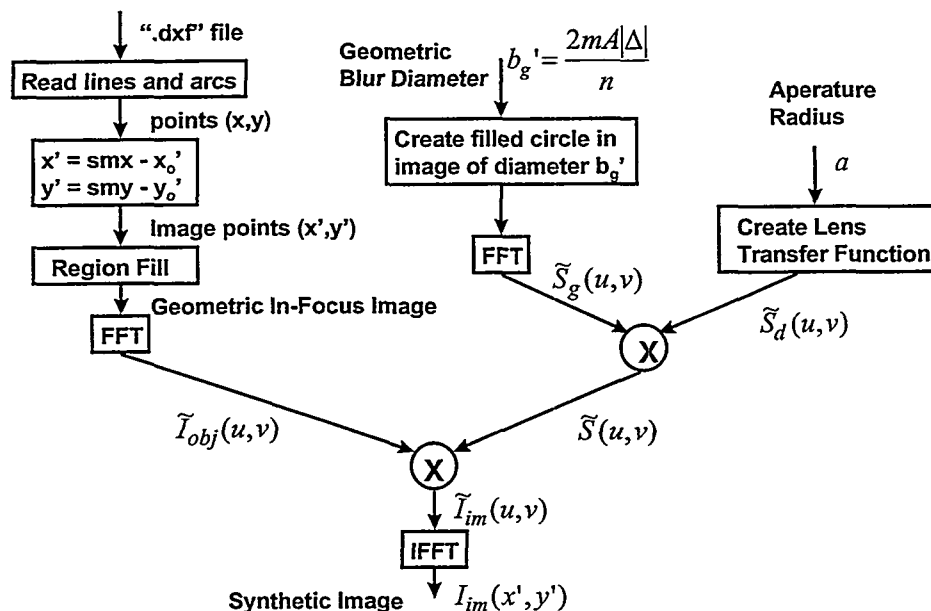 “.dxf” file
Read lines and arcs
points (x,y)
x' = smx - x₀'
y' = smy - y₀'
Image points (x',y')
Region Fill
Geometric In-Focus Image
FFT
Ĩ_obj(u,v)
Geometric
Blur Diameter
b_g' = 2mA|Δ| / n
Create filled circle in
image of diameter b_g'
FFT
S̃_g(u,v)
Aperature
Radius
a
Create Lens
Transfer Function
S̃_d(u,v)
X
S̃(u,v)
X
Ĩ_im(u,v)
IFFT
Synthetic Image I_im(x',y')